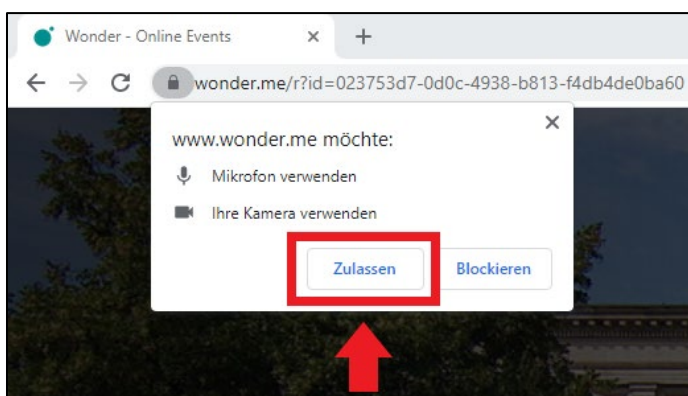 Wonder - Online Events
wonder.me/r?id=023753d7-0d0c-4938-b813-f4db4de0ba60
www.wonder.me möchte:
Mikrofon verwenden
Ihre Kamera verwenden
Zulassen Blockieren